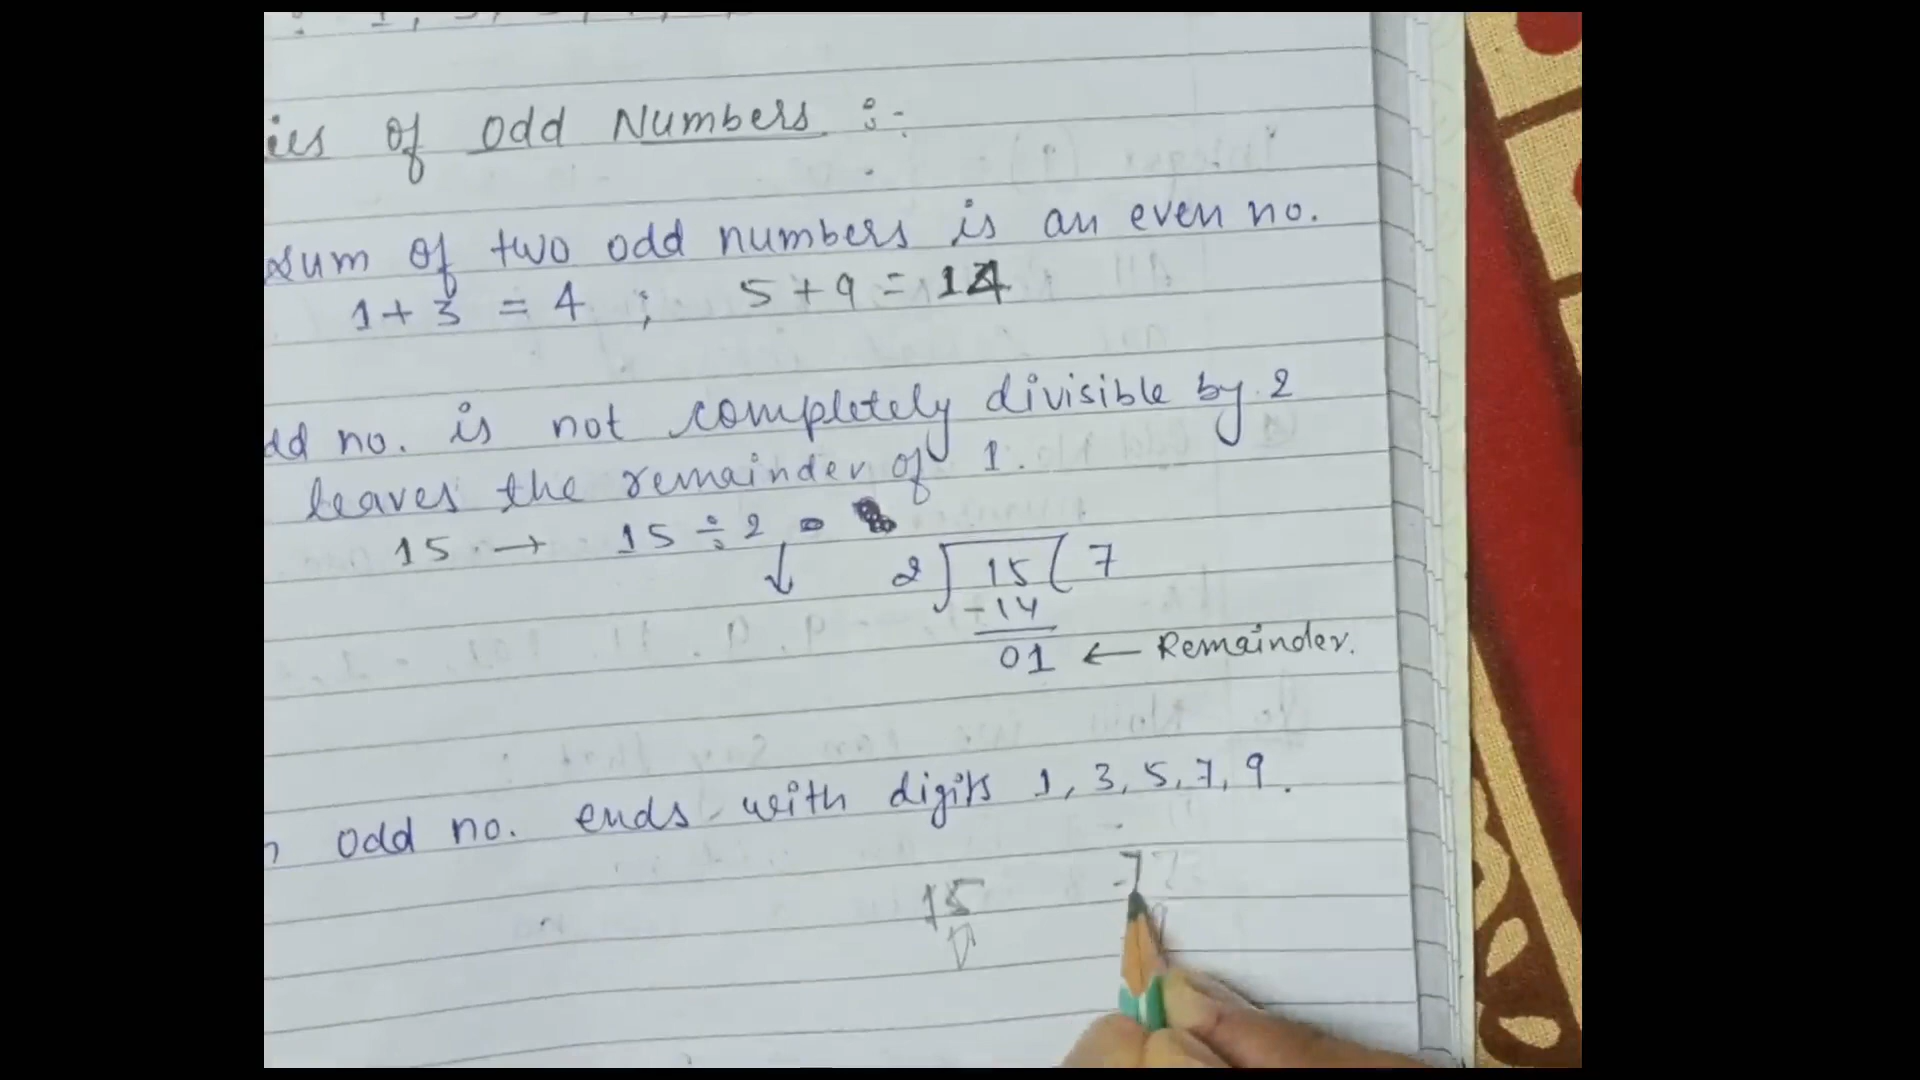 ies of odd Numbers :-
sum of two odd numbers is an even no.
1+3 = 4 ; 5+9 = 14
dd no. is not completely divisible by 2
leaves the remainder of 1.
15 → 15 ÷ 2
2 ) 15 ( 7
-14
01 ← Remainder.
odd no. ends with digits 1, 3, 5, 7, 9.
15 7